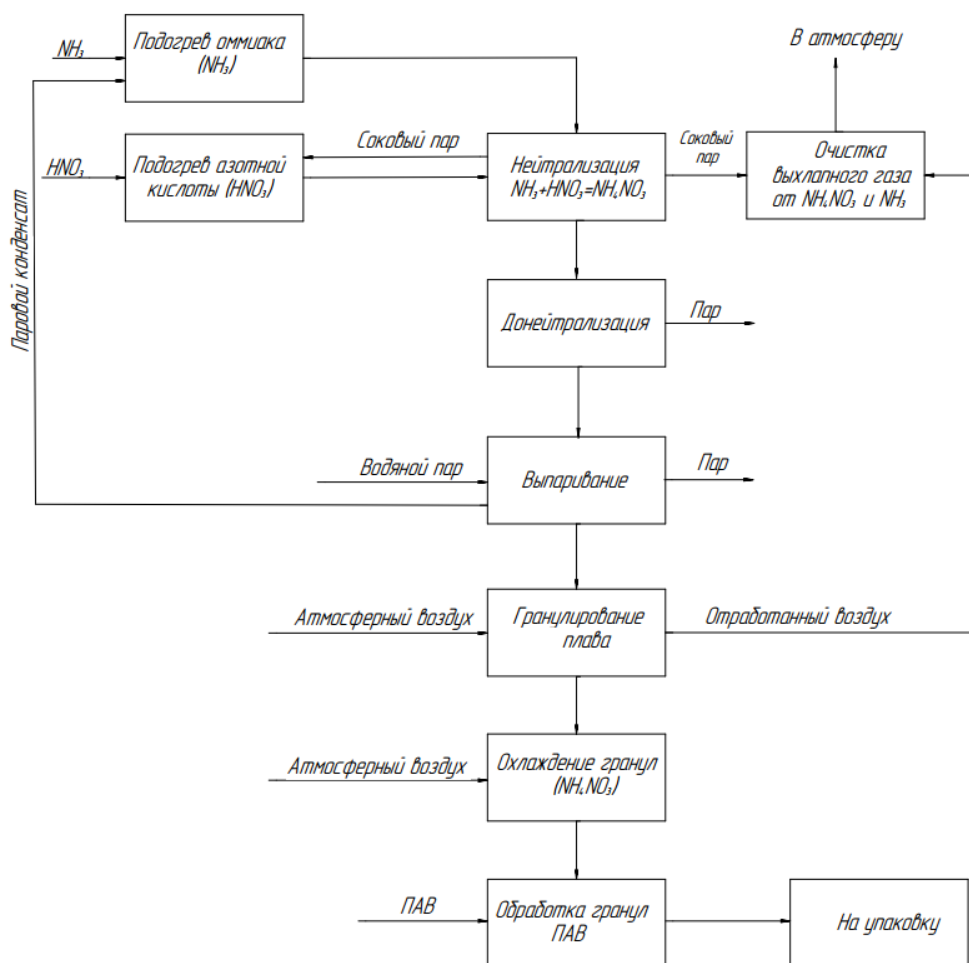 Подогрев оммиака
(NH₃)
NH₃
В атмосферу
Соковый пар
Соковый
пар
HNO₃
Подогрев азотной
кислоты (HNO₃)
Нейтрализация
NH₃+HNO₃=NH₄NO₃
Очистка
выхлапного газа
от NH₄NO₃ и NH₃
Паровой конденсат
Донейтрализация
Пар
Водяной пар
Выпаривание
Пар
Атмосферный воздух
Гранулирование
плава
Отработанный воздух
Атмосферный воздух
Охлаждение гранул
(NH₄NO₃)
ПАВ
Обработка гранул
ПАВ
На упаковку